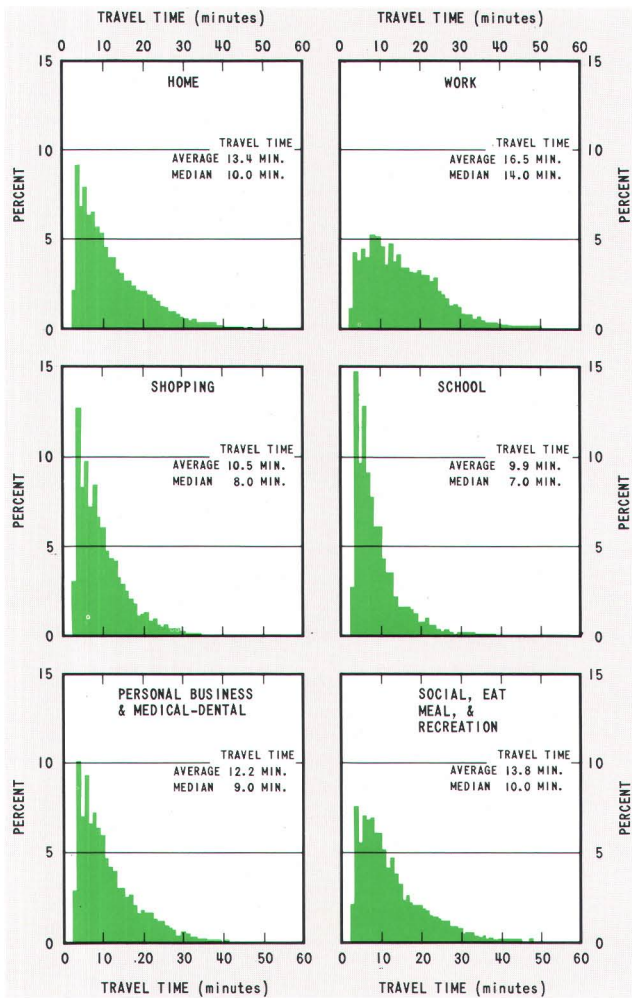 TRAVEL TIME (minutes) TRAVEL TIME (minutes)
0 10 20 30 40 50 60 0 10 20 30 40 50 60
15 15
HOME WORK
TRAVEL TIME TRAVEL TIME
10 10
AVERAGE 13.4 MIN. AVERAGE 16.5 MIN.
MEDIAN 10.0 MIN. MEDIAN 14.0 MIN.
PERCENT PERCENT
5 5
0 0
15 15
SHOPPING SCHOOL
TRAVEL TIME TRAVEL TIME
10 10
AVERAGE 10.5 MIN. AVERAGE 9.9 MIN.
MEDIAN 8.0 MIN. MEDIAN 7.0 MIN.
PERCENT PERCENT
5 5
0 0
15 15
PERSONAL BUSINESS SOCIAL, EAT
& MEDICAL-DENTAL MEAL, &
RECREATION
TRAVEL TIME TRAVEL TIME
10 10
AVERAGE 12.2 MIN. AVERAGE 13.8 MIN.
MEDIAN 9.0 MIN. MEDIAN 10.0 MIN.
PERCENT PERCENT
5 5
0 0
0 10 20 30 40 50 60 0 10 20 30 40 50 60
TRAVEL TIME (minutes) TRAVEL TIME (minutes)